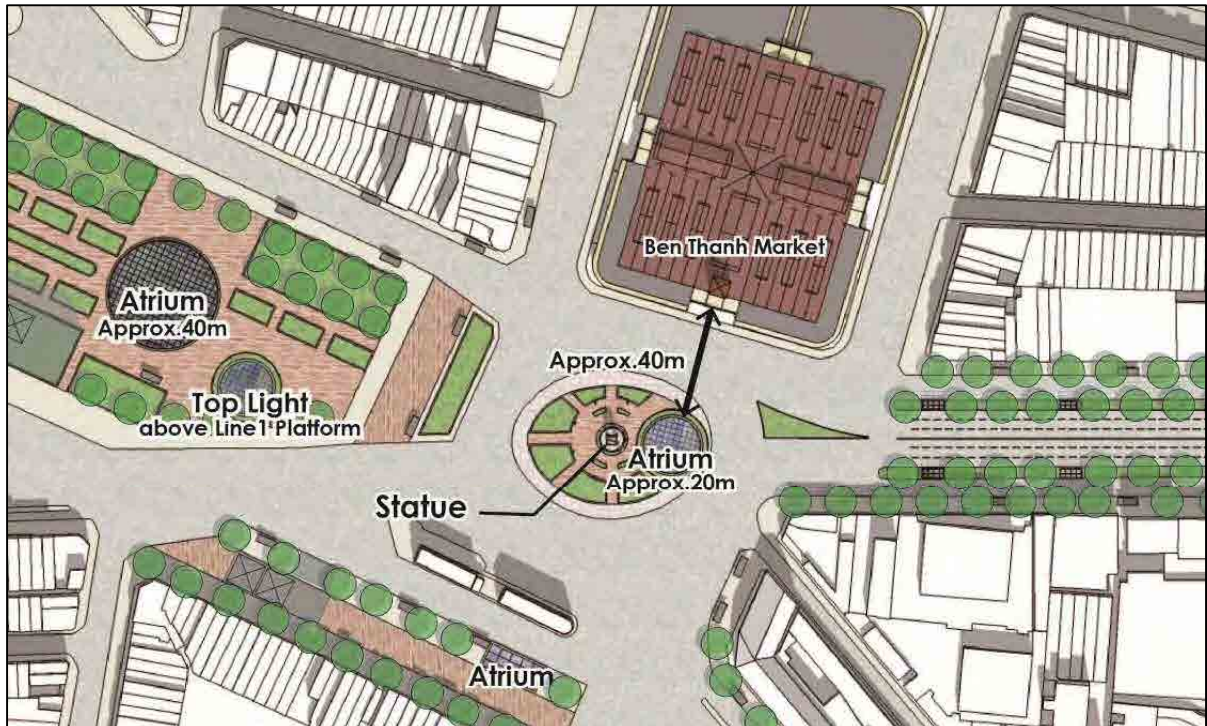 Ben Thanh Market
Atrium
Approx.40m
Approx.40m
Top Light
above Line1 Platform
Atrium
Approx.20m
Statue
Atrium